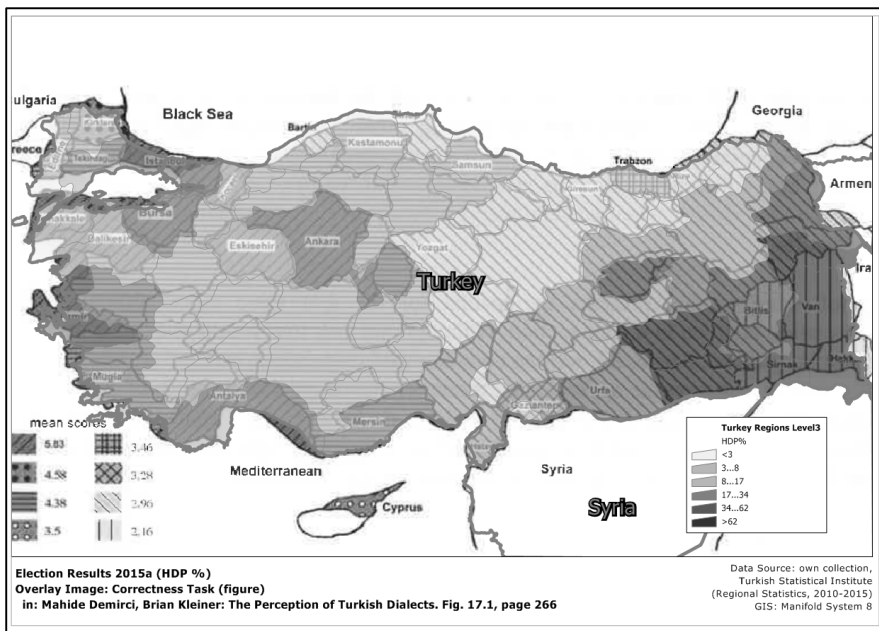 ulgaria
Black Sea
Georgia
reece
Istanbul
Bartin
Kastamonu
Samsun
Trabzon
Giresun
Rize
Armen
Bursa
Balikesir
Eskisehir
Ankara
Yozgat
Turkey
Ira
Van
Bitlis
Izmir
Mugla
Antalya
Mersin
Gaziantep
Urfa
Sirnak
Hatay
mean scores
5.83
3.46
4.58
3.28
4.38
2.96
3.5
2.16
Mediterranean
Cyprus
Syria
Syria
Turkey Regions Level3
HDP%
<3
3...8
8...17
17...34
34...62
>62
Election Results 2015a (HDP %)
Overlay Image: Correctness Task (figure)
in: Mahide Demirci, Brian Kleiner: The Perception of Turkish Dialects. Fig. 17.1, page 266
Data Source: own collection,
Turkish Statistical Institute
(Regional Statistics, 2010-2015)
GIS: Manifold System 8